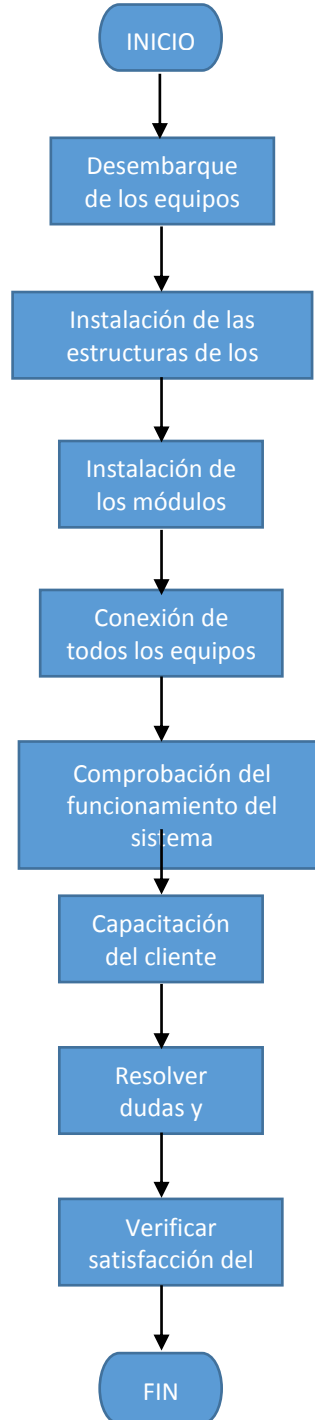 INICIO
Desembarque
de los equipos
Instalación de las
estructuras de los
Instalación de
los módulos
Conexión de
todos los equipos
Comprobación del
funcionamiento del
sistema
Capacitación
del cliente
Resolver
dudas y
Verificar
satisfacción del
FIN